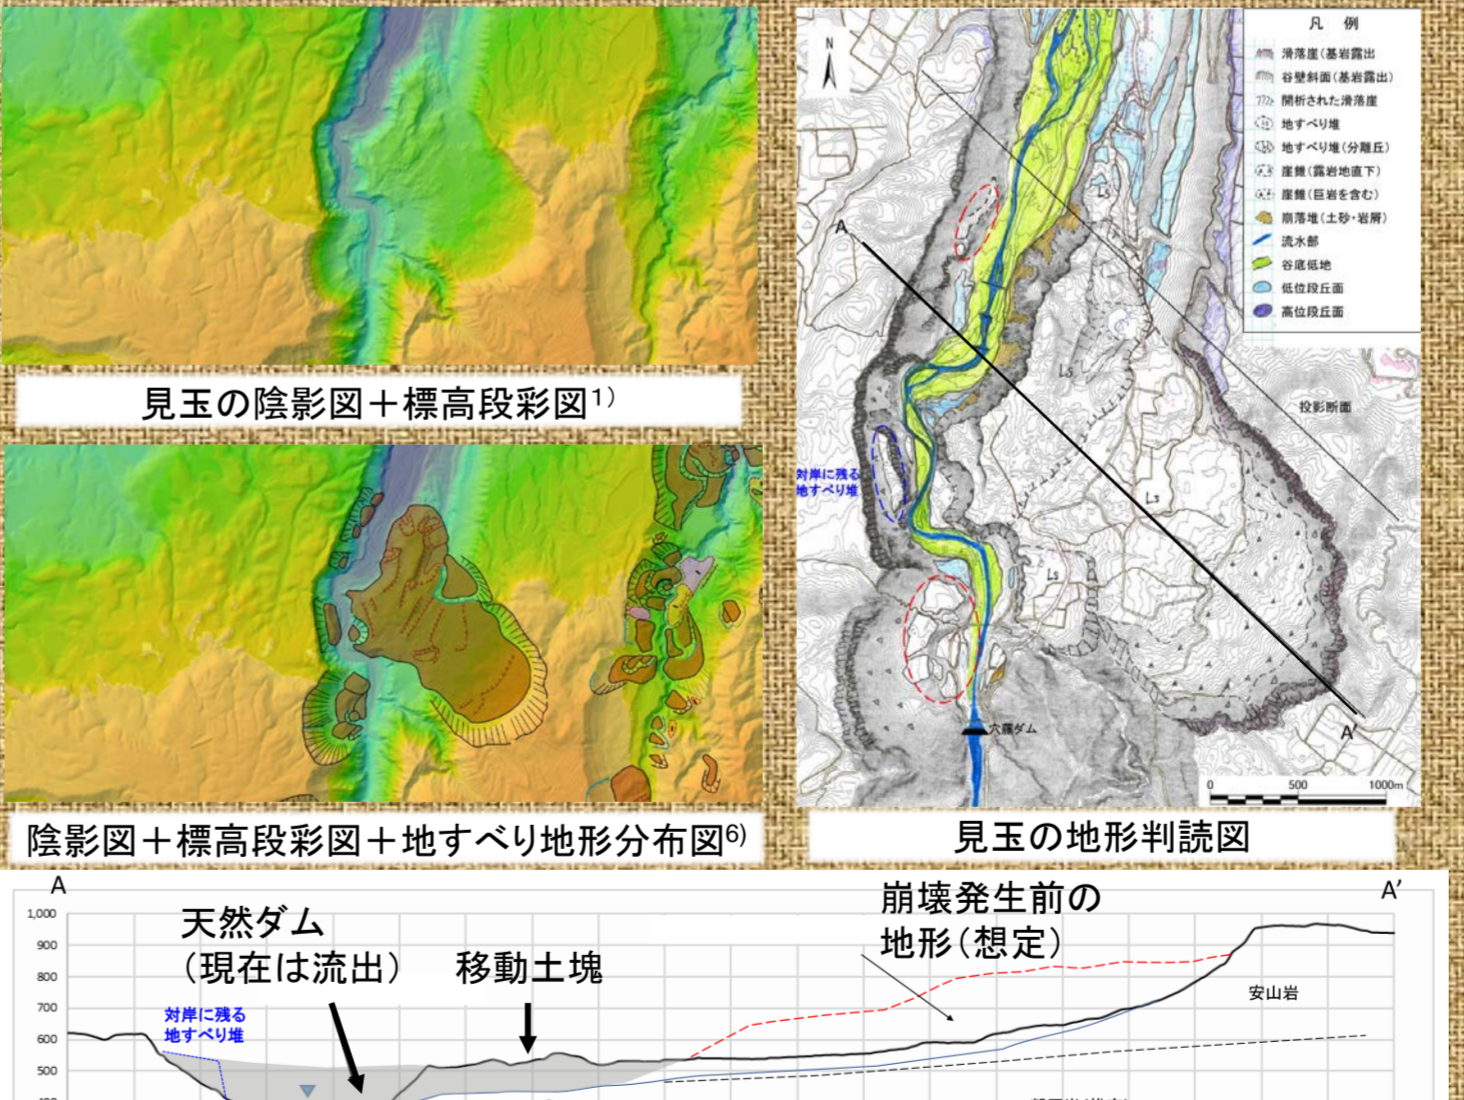 見玉の陰影図＋標高段彩図1)
陰影図＋標高段彩図＋地すべり地形分布図6)
N
凡 例
滑落崖（基岩露出
谷壁斜面（基岩露出）
開析された滑落崖
地すべり堆
地すべり堆（分離丘）
崖錐（露岩地直下）
崖錐（巨岩を含む）
崩落堆（土砂・岩屑）
流水部
谷底低地
低位段丘面
高位段丘面
A
Ls
Ls
投影断面
対岸に残る
地すべり堆
Ls
Ls
穴藤ダム
A'
0 500 1000m
見玉の地形判読図
A
A’
1,000
900
800
700
600
500
天然ダム
（現在は流出）
移動土塊
崩壊発生前の
地形（想定）
対岸に残る
地すべり堆
安山岩